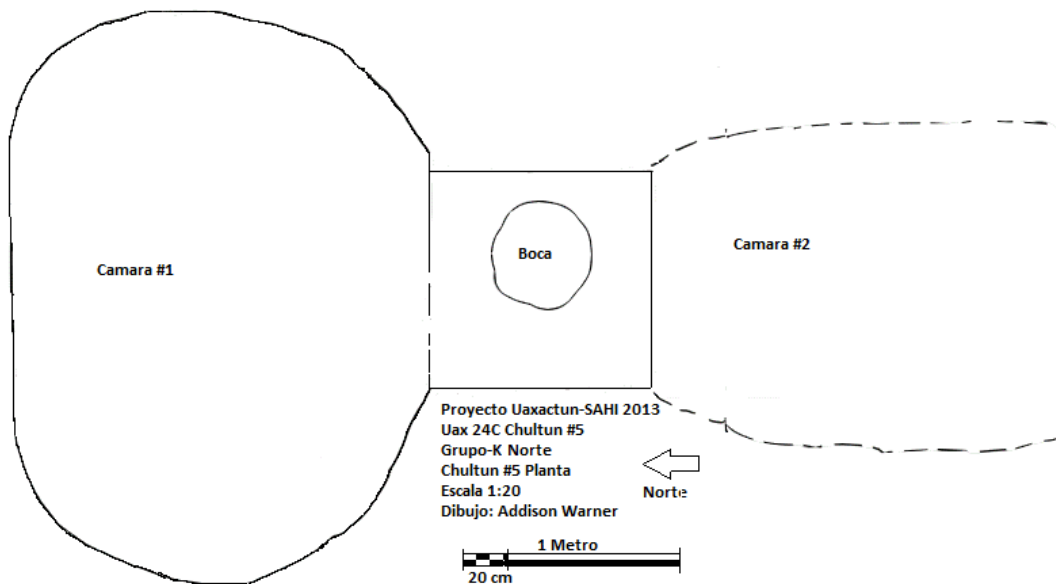 Camara #1
Boca
Camara #2
Proyecto Uaxactun-SAHI 2013
Uax 24C Chultun #5
Grupo-K Norte
Chultun #5 Planta
Escala 1:20
Dibujo: Addison Warner
Norte
1 Metro
20 cm